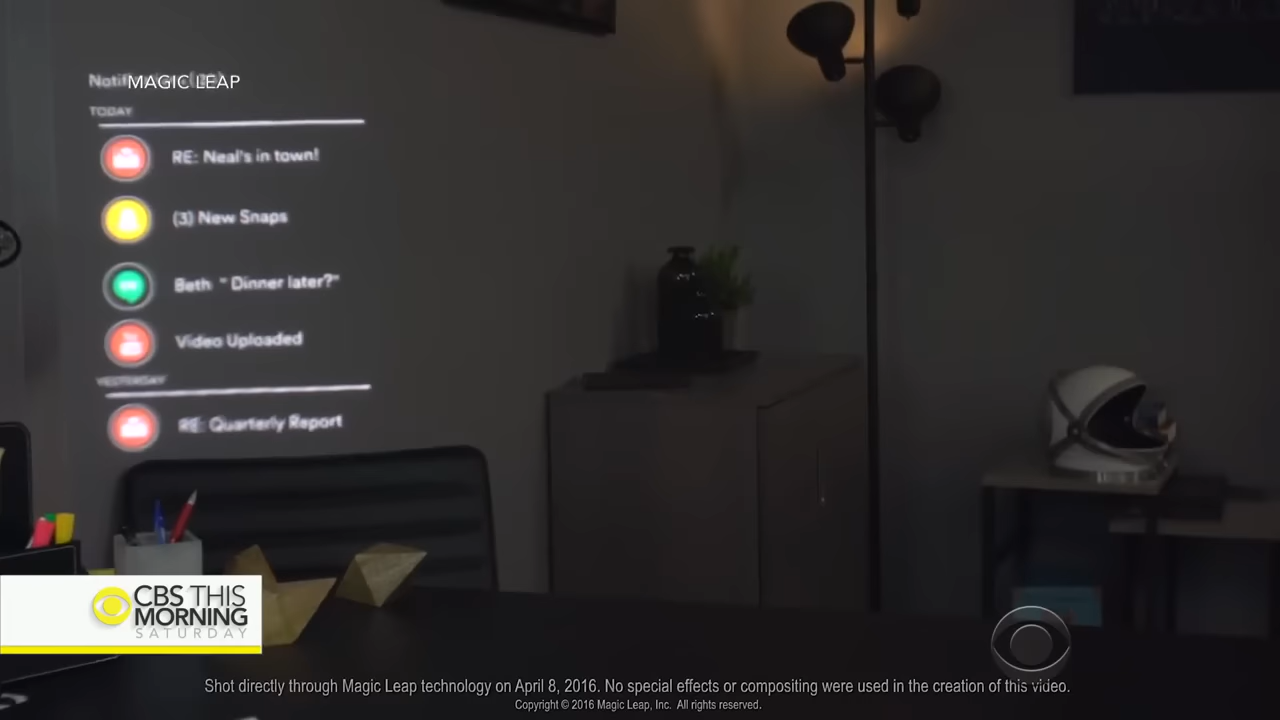 MAGIC LEAP
TODAY
RE: Neal's in town!
(3) New Snaps
Beth " Dinner later?"
Video Uploaded
YESTERDAY
RE: Quarterly Report
CBS THIS
MORNING
SATURDAY
Shot directly through Magic Leap technology on April 8, 2016. No special effects or compositing were used in the creation of this video.
Copyright © 2016 Magic Leap, Inc. All rights reserved.